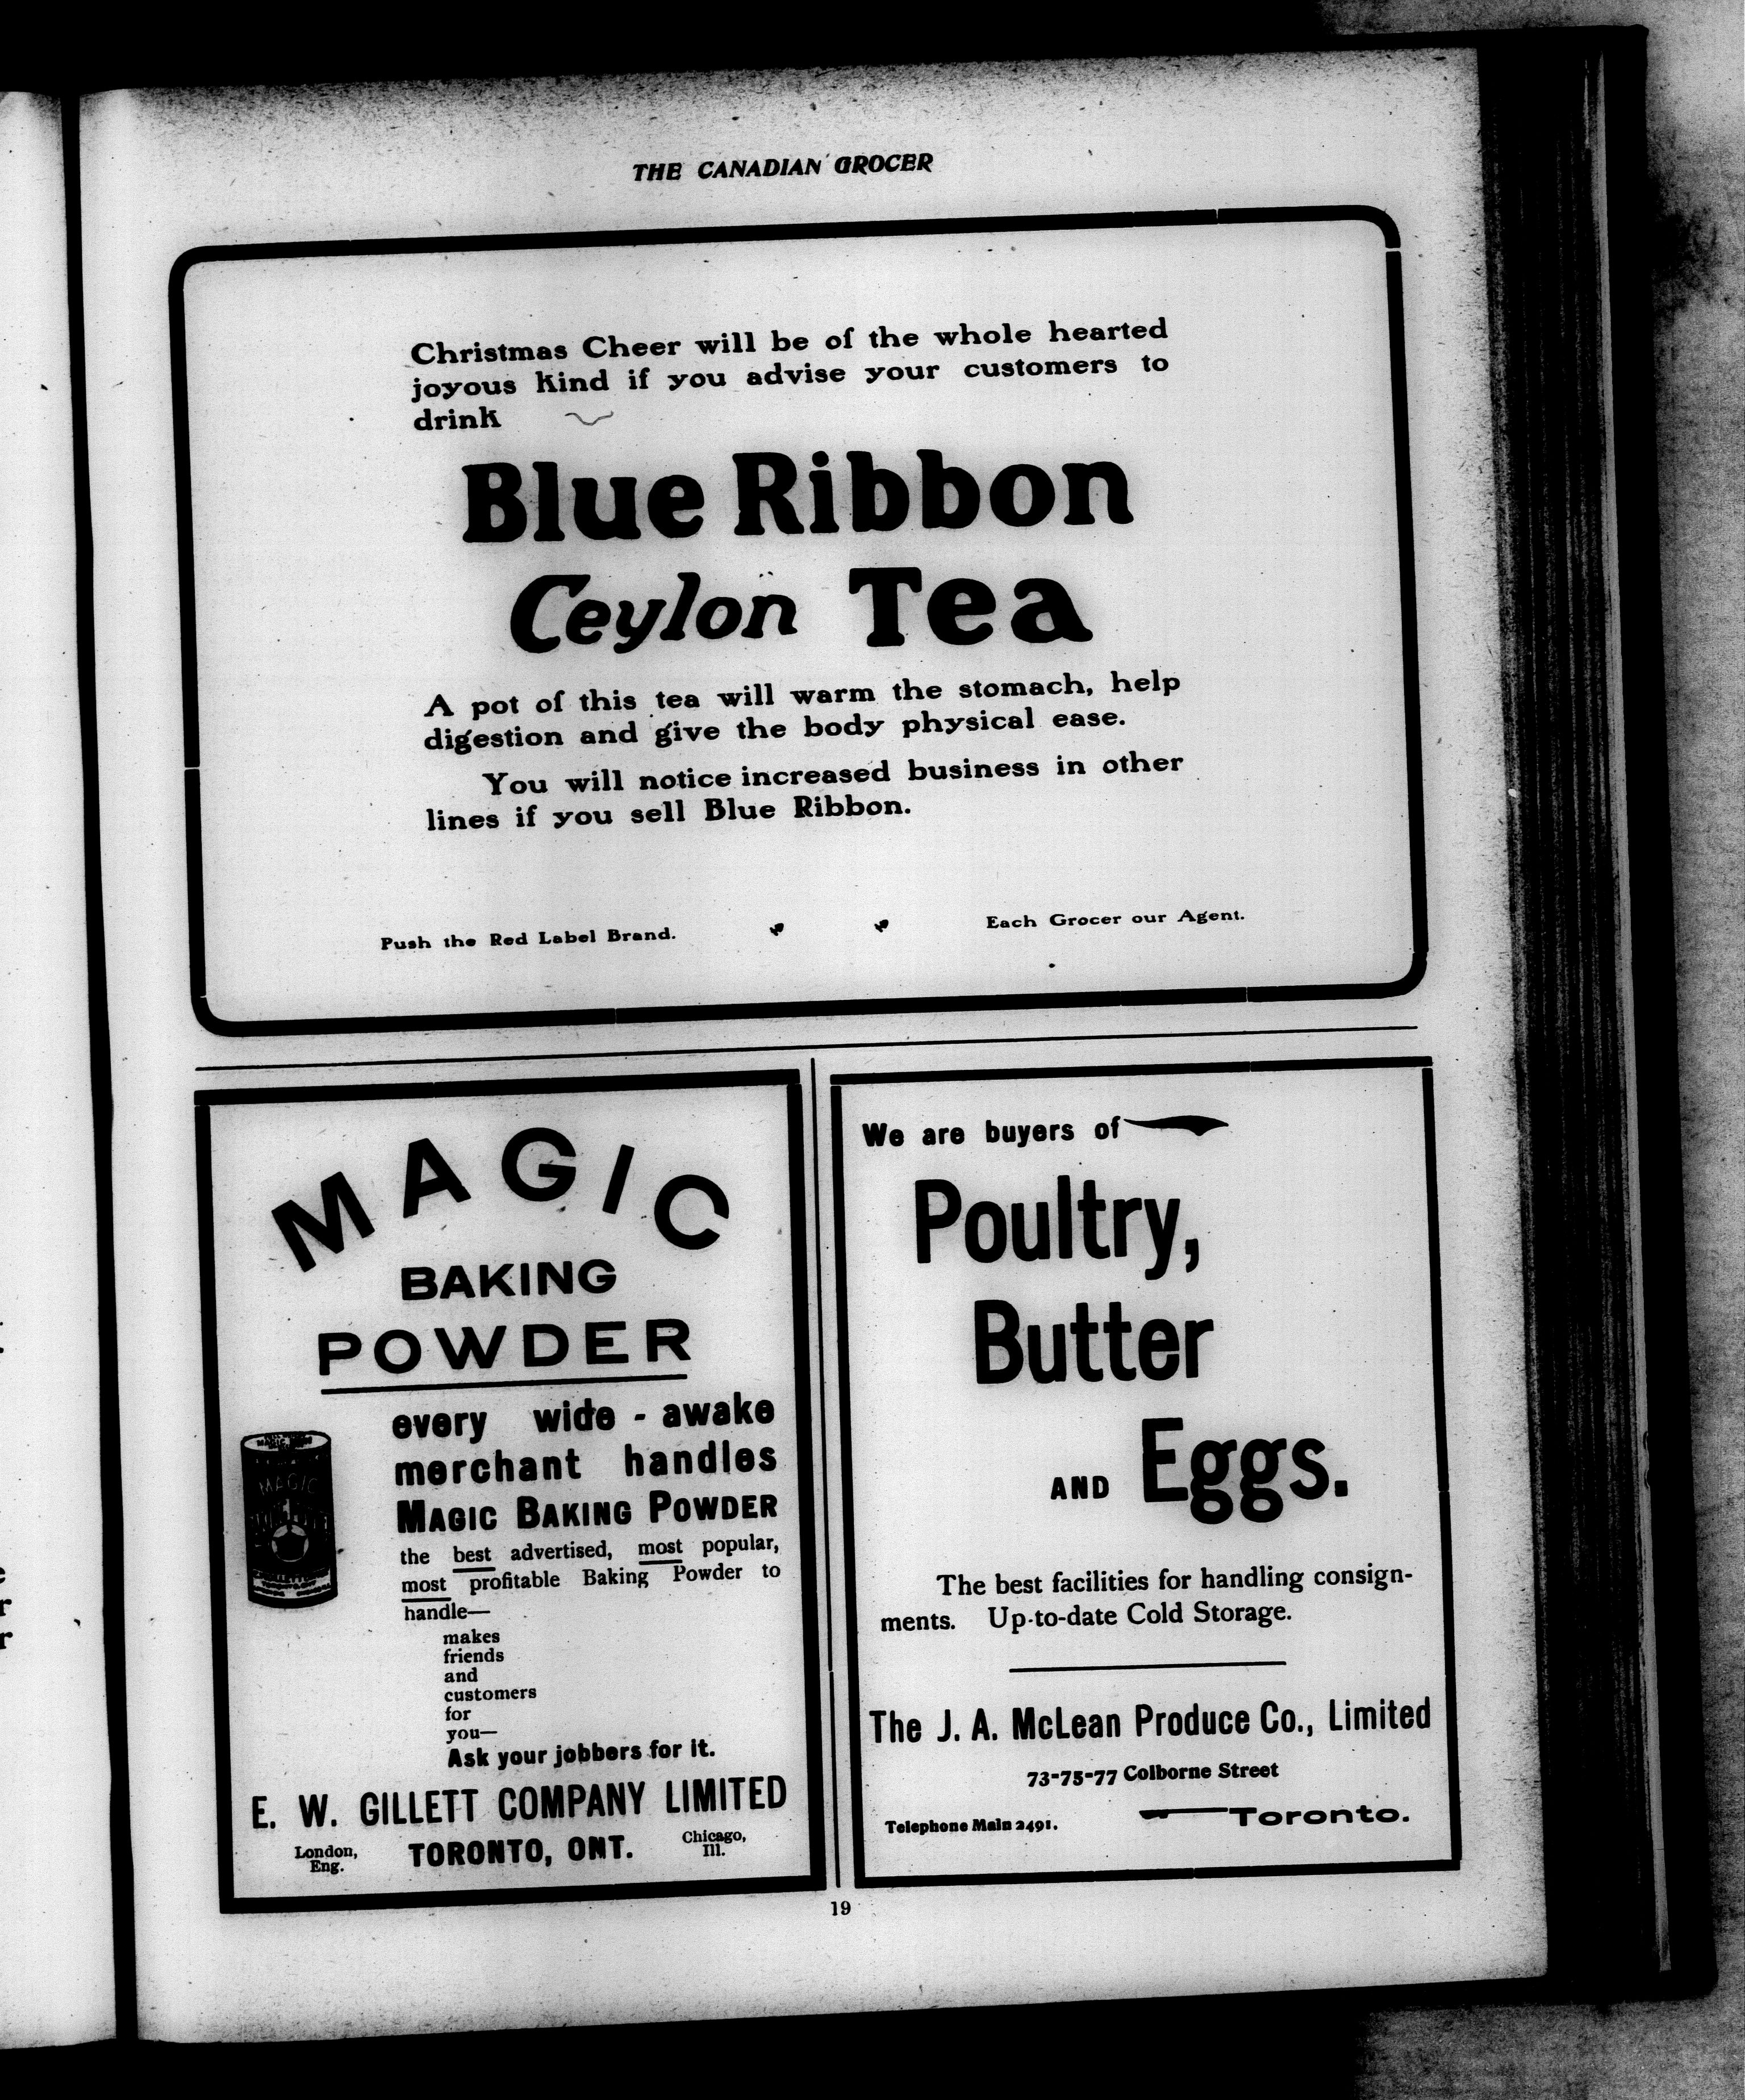 THE CANADIAN GROCER
Christmas Cheer will be of the whole hearted
joyous kind if you advise your customers to
drink
Blue Ribbon
Ceylon Tea
A pot of this tea will warm the stomach, help
digestion and give the body physical ease.
You will notice increased business in other
lines if you sell Blue Ribbon.
Push the Red Label Brand.
Each Grocer our Agent.
MAGIC
BAKING
POWDER
every wide-awake
merchant handles
MAGIC BAKING POWDER
the best advertised, most popular,
most profitable Baking Powder to
handle—
makes
friends
and
customers
for
you—
Ask your jobbers for it.
MAGIC
E. W. GILLETT COMPANY LIMITED
London,
Eng.
TORONTO, ONT.
Chicago,
Ill.
We are buyers of
Poultry,
Butter
AND Eggs.
The best facilities for handling consign-
ments. Up-to-date Cold Storage.
The J. A. McLean Produce Co., Limited
73-75-77 Colborne Street
Telephone Main 2491.
Toronto.
19